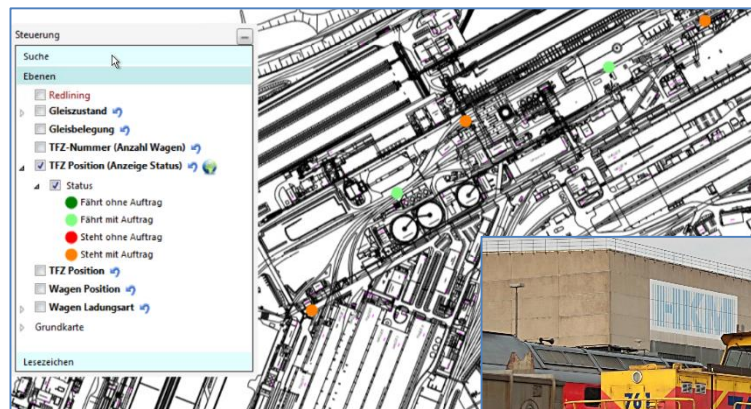 Steuerung
Suche
Ebenen
Redlining
Gleiszustand
Gleisbelegung
TFZ-Nummer (Anzahl Wagen)
TFZ Position (Anzeige Status)
Status
Fährt ohne Auftrag
Fährt mit Auftrag
Steht ohne Auftrag
Steht mit Auftrag
TFZ Position
Wagen Position
Wagen Ladungsart
Grundkarte
Lesezeichen
HKM
761